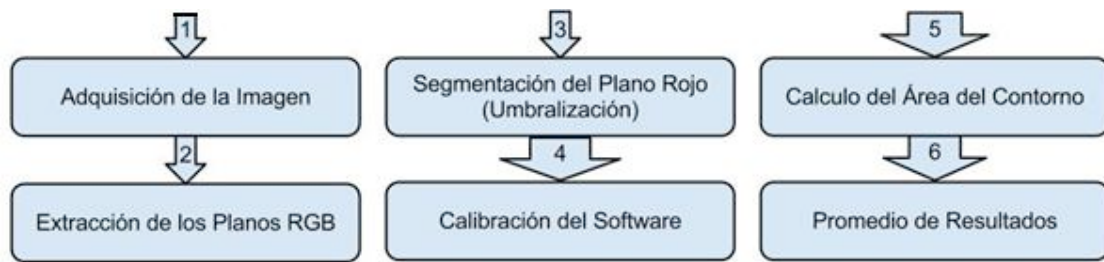 1
Adquisición de la Imagen
2
Extracción de los Planos RGB
3
Segmentación del Plano Rojo
(Umbralización)
4
Calibración del Software
5
Calculo del Área del Contorno
6
Promedio de Resultados